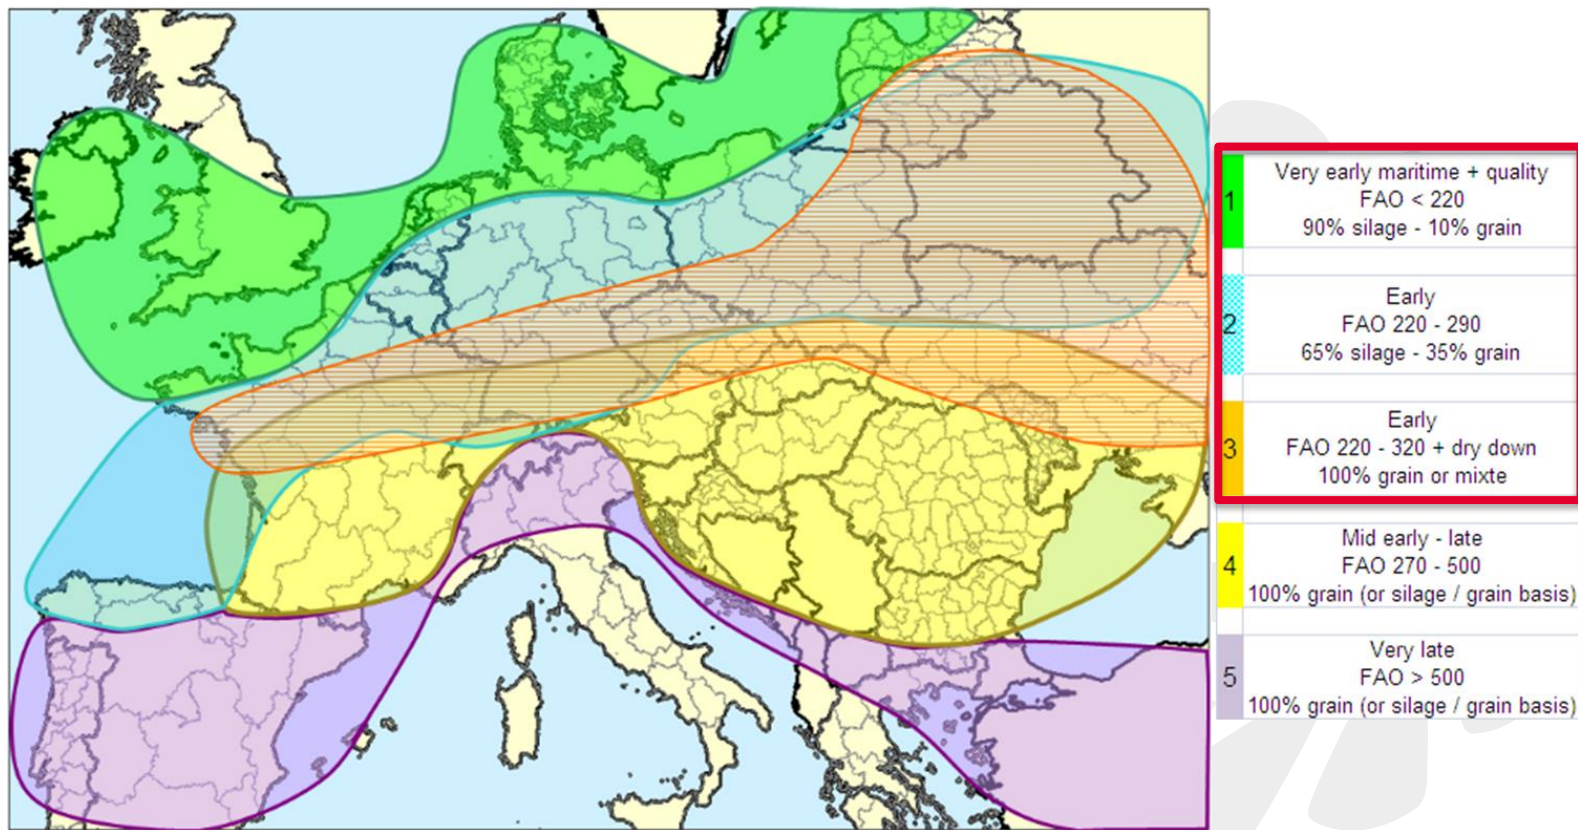 1
Very early maritime + quality
FAO < 220
90% silage - 10% grain
2
Early
FAO 220 - 290
65% silage - 35% grain
3
Early
FAO 220 - 320 + dry down
100% grain or mixte
4
Mid early - late
FAO 270 - 500
100% grain (or silage / grain basis)
5
Very late
FAO > 500
100% grain (or silage / grain basis)